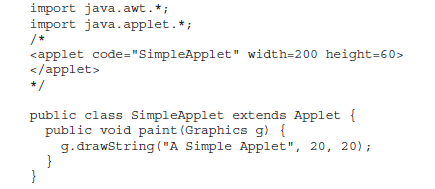 import java.awt.*;
import java.applet.*;
/*
<applet code="SimpleApplet" width=200 height=60>
</applet>
*/
public class SimpleApplet extends Applet {
public void paint(Graphics g) {
g.drawString("A Simple Applet", 20, 20);
}
}